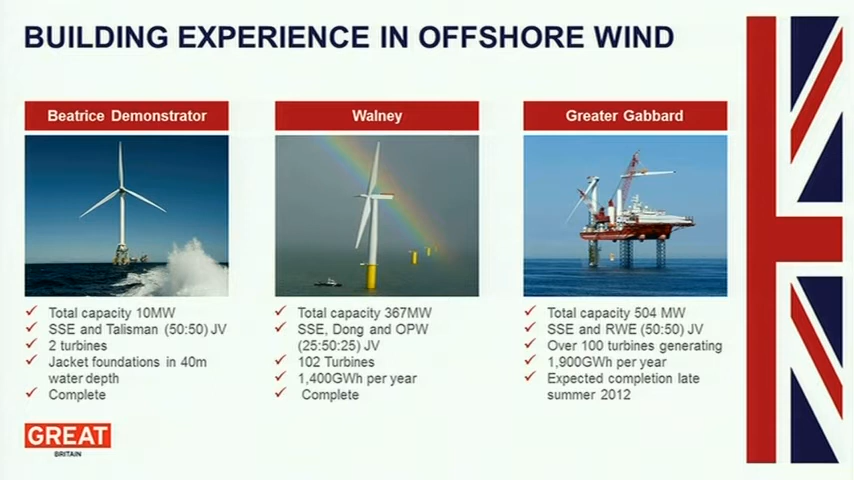 BUILDING EXPERIENCE IN OFFSHORE WIND
Beatrice Demonstrator
Total capacity 10MW
SSE and Talisman (50:50) JV
2 turbines
Jacket foundations in 40m
water depth
Complete
Walney
Total capacity 367MW
SSE, Dong and OPW
(25:50:25) JV
102 Turbines
1,400GWh per year
Complete
Greater Gabbard
Total capacity 504 MW
SSE and RWE (50:50) JV
Over 100 turbines generating
1,900GWh per year
Expected completion late
summer 2012
GREAT
BRITAIN